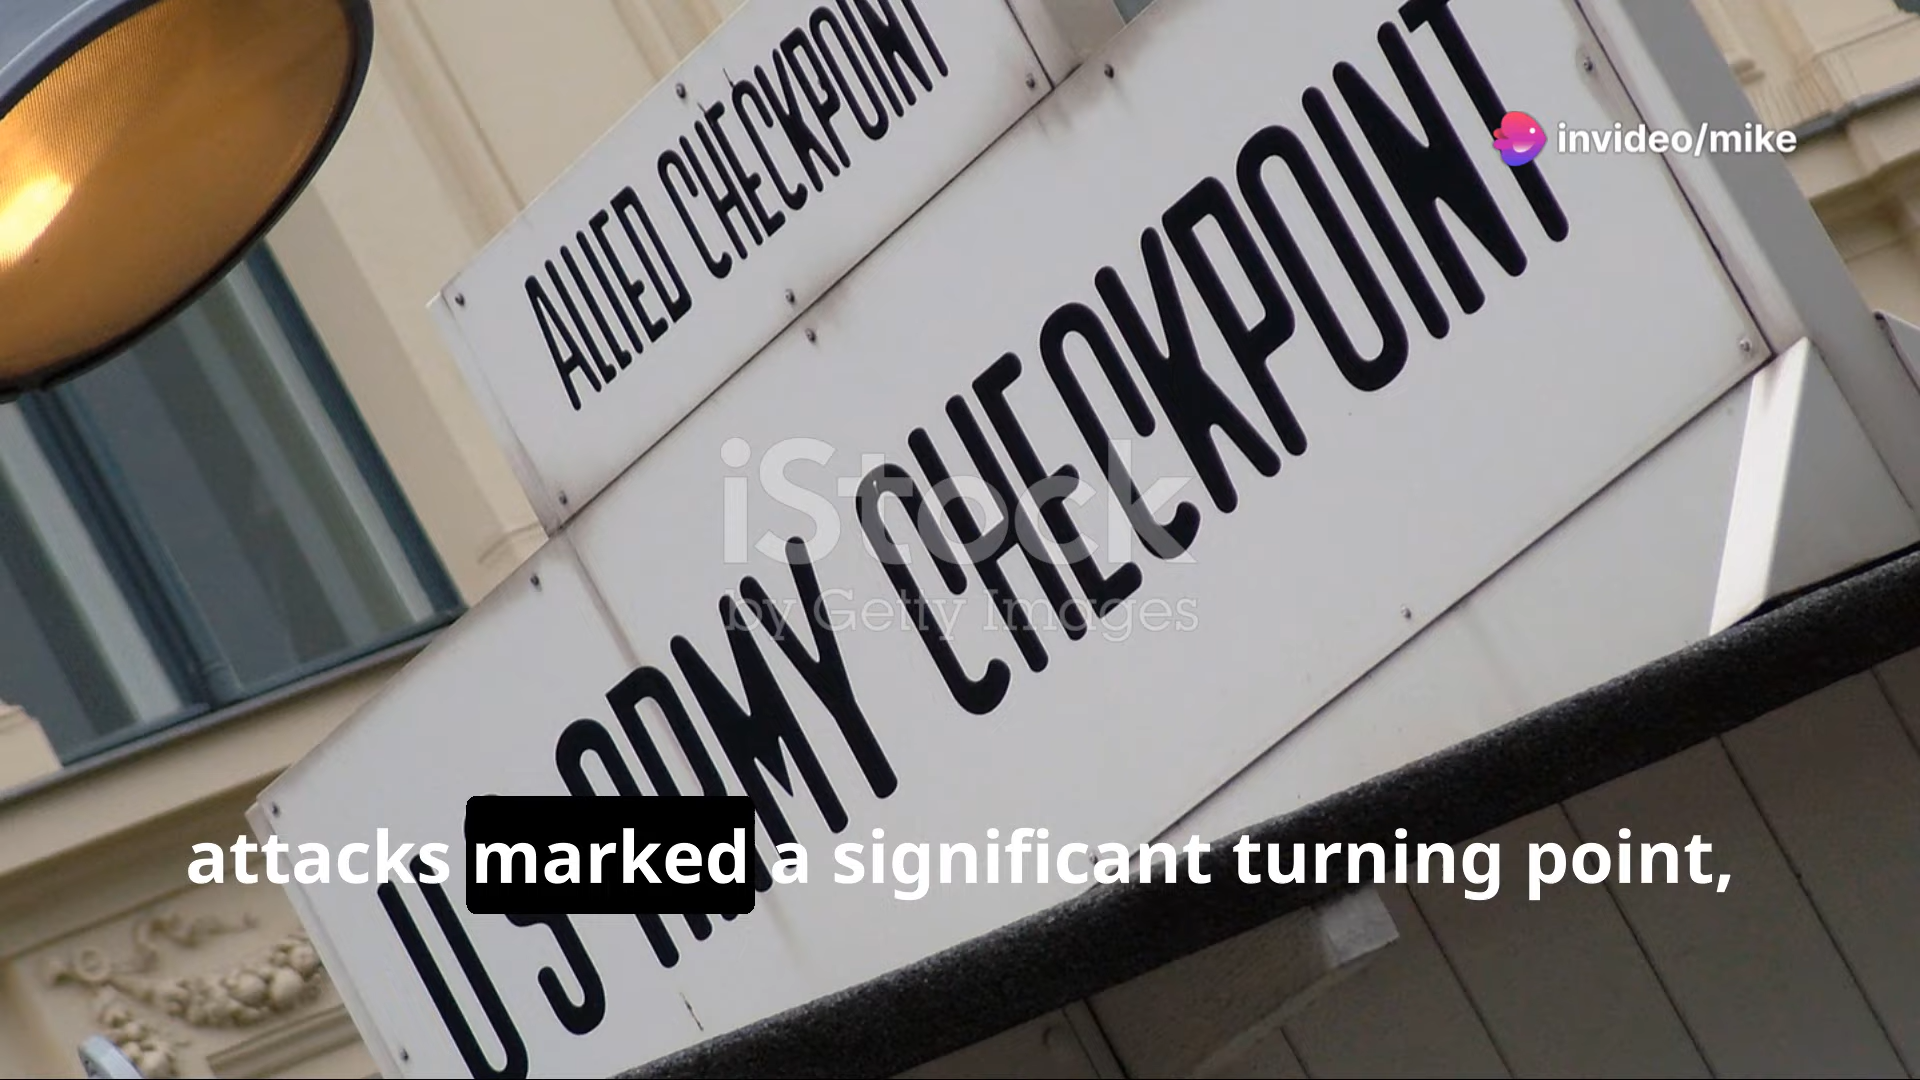 ALLIED CHECKPOINT
invideo/mike
US ARMY CHECKPOINT
iStock
by Getty Images
attacks marked a significant turning point,